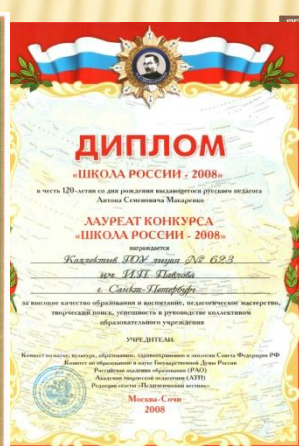 ДИПЛОМ
«ШКОЛА РОССИИ - 2008»
в честь 120-летия со дня рождения выдающегося русского педагога
Антона Семеновича Макаренко
ЛАУРЕАТ КОНКУРСА
«ШКОЛА РОССИИ - 2008»
награждается
Коллектив ГОУ лицея № 623
им. И.П. Павлова
г. Санкт-Петербург
за высокое качество образования и воспитание, педагогическое мастерство,
творческий поиск, успешность в руководстве коллективом
образовательного учреждения
УЧРЕДИТЕЛИ:
Комитет по науке, культуре, образованию, здравоохранению и экологии Совета Федерации РФ
Комитет по образованию и науке Государственной Думы России
Российская академия образования (РАО)
Академия творческой педагогики (АТП)
Редакция газеты «Педагогический вестник»
Москва-Сочи
2008